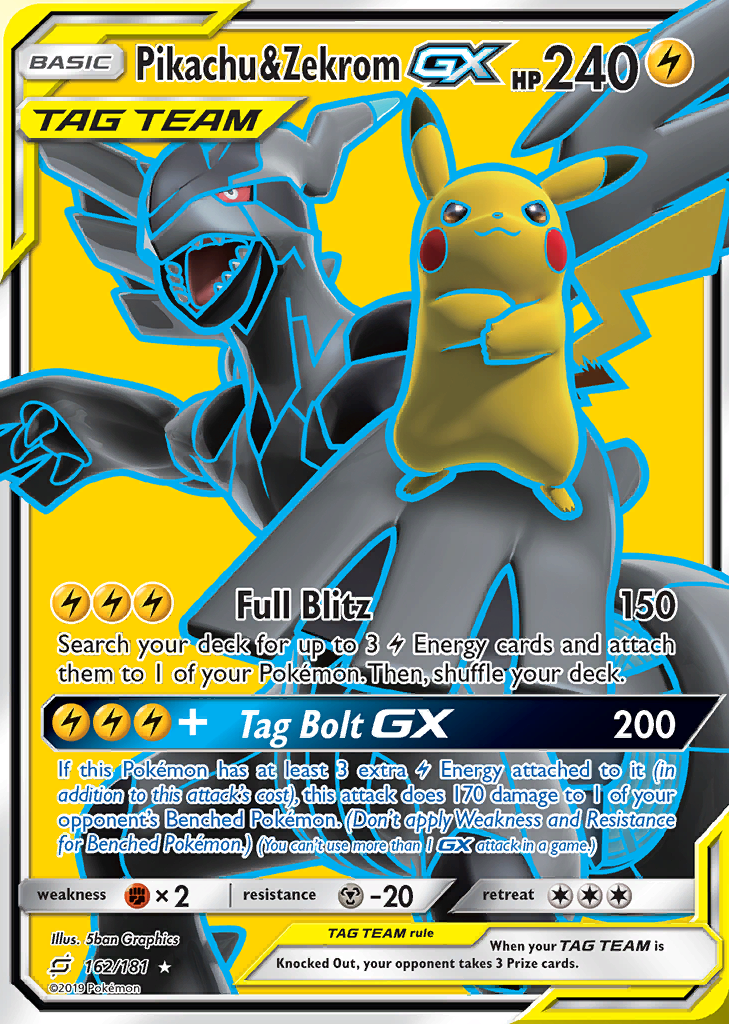 BASIC Pikachu&Zekrom GX HP 240
TAG TEAM
Full Blitz 150
Search your deck for up to 3 Energy cards and attach
them to 1 of your Pokémon. Then, shuffle your deck.
+ Tag Bolt GX 200
If this Pokémon has at least 3 extra Energy attached to it (in
addition to this attack's cost), this attack does 170 damage to 1 of your
opponent's Benched Pokémon. (Don't apply Weakness and Resistance
for Benched Pokémon.) (You can't use more than 1 GX attack in a game.)
weakness ×2 resistance -20 retreat
Illus. 5ban Graphics
162/181
©2019 Pokémon
TAG TEAM rule
When your TAG TEAM is
Knocked Out, your opponent takes 3 Prize cards.